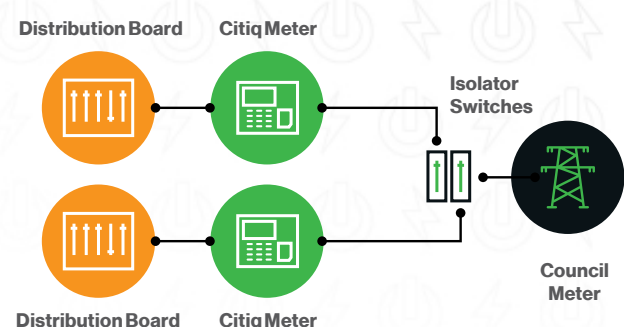 Distribution Board
Citiq Meter
Isolator
Switches
Council
Meter
Distribution Board
Citiq Meter